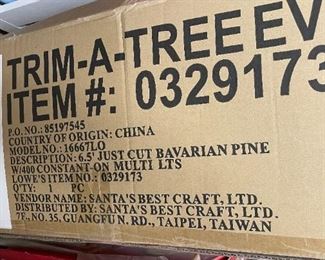 TRIM-A-TREE EV
ITEM #: 0329173
P.O. NO.: 85197545
COUNTRY OF ORIGIN: CHINA
MODEL NO.: 16667LO
DESCRIPTION: 6.5' JUST CUT BAVARIAN PINE
W/400 CONSTANT-ON MULTI LTS
LOWE'S ITEM NO.: 0329173
Q'TY: 1 PC
VENDOR NAME: SANTA'S BEST CRAFT, LTD.
DISTRIBUTED BY: SANTA'S BEST CRAFT, LTD.
7F., NO. 35, GUANGFUN. RD., TAIPEI, TAIWAN